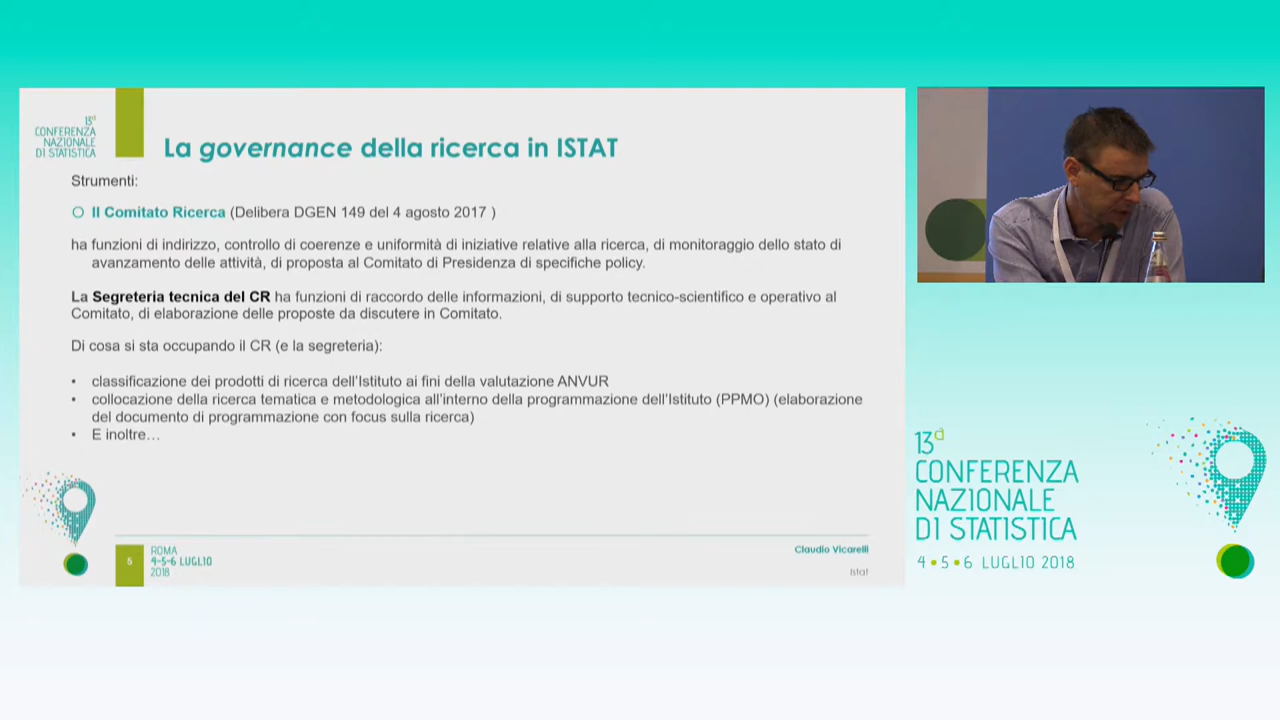 13a
CONFERENZA
NAZIONALE
DI STATISTICA
La governance della ricerca in ISTAT
Strumenti:
Il Comitato Ricerca (Delibera DGEN 149 del 4 agosto 2017 )
ha funzioni di indirizzo, controllo di coerenze e uniformità di iniziative relative alla ricerca, di monitoraggio dello stato di
avanzamento delle attività, di proposta al Comitato di Presidenza di specifiche policy.
La Segreteria tecnica del CR ha funzioni di raccordo delle informazioni, di supporto tecnico-scientifico e operativo al
Comitato, di elaborazione delle proposte da discutere in Comitato.
Di cosa si sta occupando il CR (e la segreteria):
• classificazione dei prodotti di ricerca dell'Istituto ai fini della valutazione ANVUR
• collocazione della ricerca tematica e metodologica all'interno della programmazione dell'Istituto (PPMO) (elaborazione
del documento di programmazione con focus sulla ricerca)
• E inoltre…
5
ROMA
4-5-6 LUGLIO
2018
Claudio Vicarelli
Istat
13a
CONFERENZA
NAZIONALE
DI STATISTICA
4•5•6 LUGLIO 2018